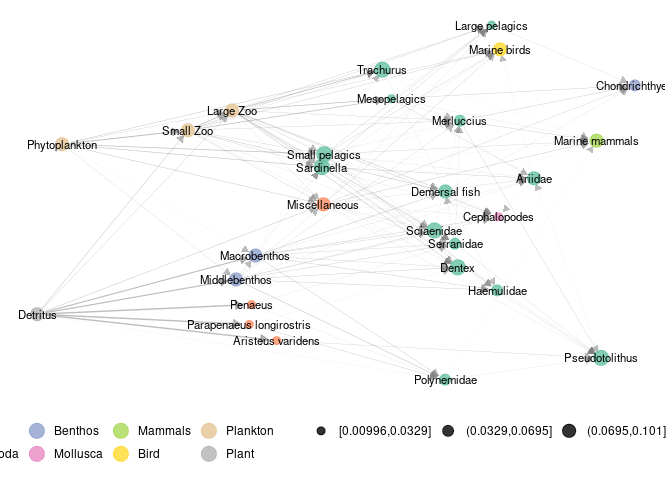 Large pelagics
Marine birds
Trachurus
Chondrichthye
Mesopelagics
Large Zoo
Merluccius
Small Zoo
Phytoplankton
Marine mammals
Small pelagics
Sardinella
Ariidae
Demersal fish
Miscellaneous
Cephalopodes
Sciaenidae
Serranidae
Macrobenthos
Dentex
Middlebenthos
Haemulidae
Penaeus
Detritus
Parapenaeus longirostris
Aristeus varidens
Pseudotolithus
Polynemidae
Benthos Mammals Plankton [0.00996,0.0329] (0.0329,0.0695] (0.0695,0.101]
oda Mollusca Bird Plant